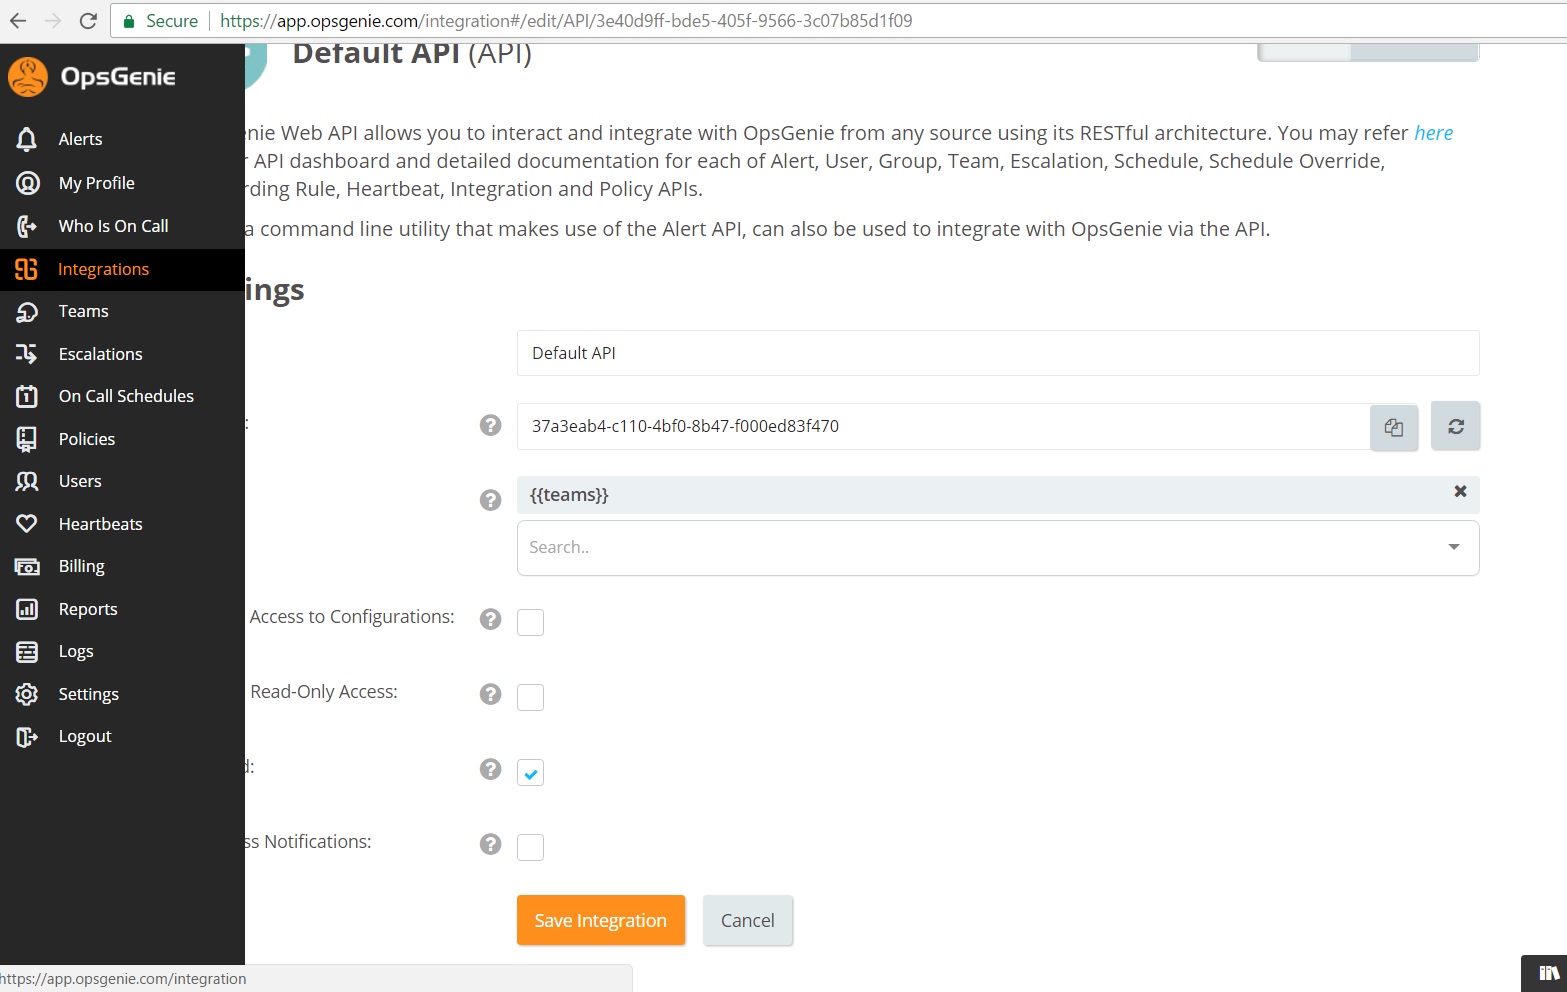 Secure
https://app.opsgenie.com/integration#/edit/API/3e40d9ff-bde5-405f-9566-3c07b85d1f09
OpsGenie
Alerts
My Profile
Who Is On Call
Integrations
Teams
Escalations
On Call Schedules
Policies
Users
Heartbeats
Billing
Reports
Logs
Settings
Logout
Default API (API)
enie Web API allows you to interact and integrate with OpsGenie from any source using its RESTful architecture. You may refer here
r API dashboard and detailed documentation for each of Alert, User, Group, Team, Escalation, Schedule, Schedule Override,
rding Rule, Heartbeat, Integration and Policy APIs.
a command line utility that makes use of the Alert API, can also be used to integrate with OpsGenie via the API.
ings
Default API
: ? 37a3eab4-c110-4bf0-8b47-f000ed83f470
? {{teams}}
Search..
Access to Configurations: ?
Read-Only Access: ?
d: ?
ss Notifications: ?
Save Integration
Cancel
https://app.opsgenie.com/integration